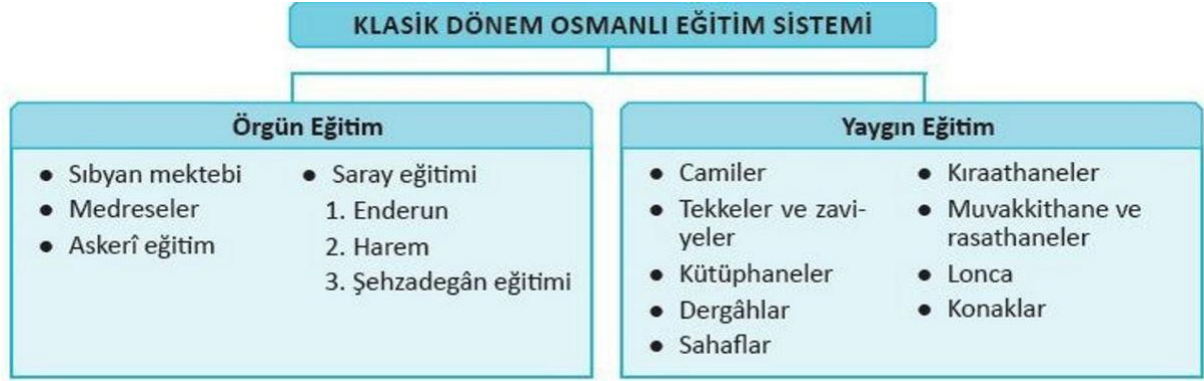 KLASİK DÖNEM OSMANLI EĞİTİM SİSTEMİ
Örgün Eğitim
• Sıbyan mektebi
• Medreseler
• Askerî eğitim
• Saray eğitimi
1. Enderun
2. Harem
3. Şehzadegân eğitimi
Yaygın Eğitim
• Camiler
• Tekkeler ve zavi-
yeler
• Kütüphaneler
• Dergâhlar
• Sahaflar
• Kıraathaneler
• Muvakkithane ve
rasathaneler
• Lonca
• Konaklar